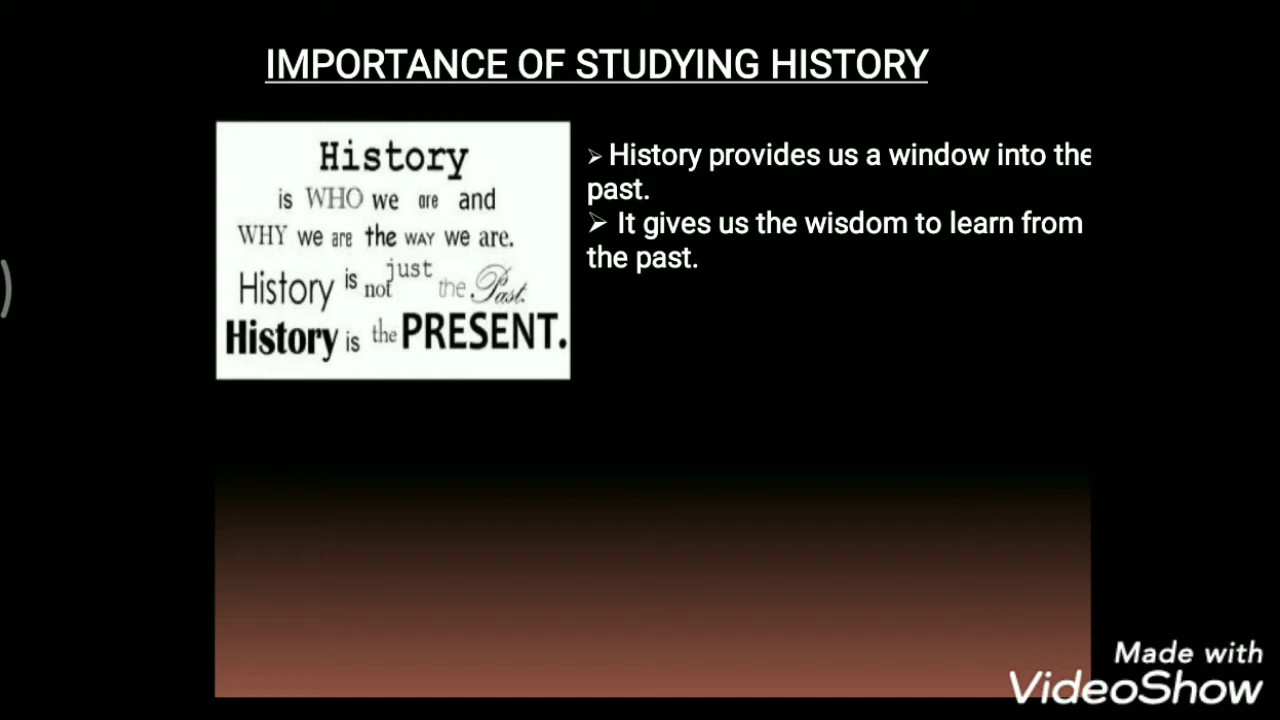 IMPORTANCE OF STUDYING HISTORY
History
is WHO we are and
WHY we are the WAY we are.
History is not just the Past.
History is the PRESENT.
➢ History provides us a window into the
past.
➢ It gives us the wisdom to learn from
the past.
Made with
VideoShow